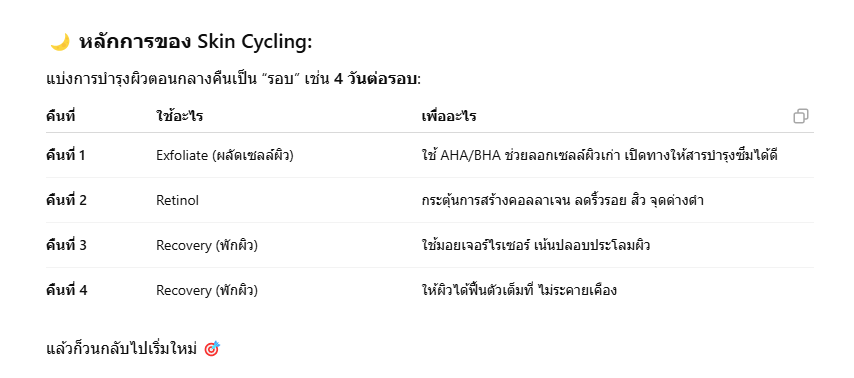 🌙 หลักการของ Skin Cycling:
แบ่งการบำรุงผิวตอนกลางคืนเป็น “รอบ” เช่น 4 วันต่อรอบ:
คืนที่ ใช้อะไร เพื่ออะไร
คืนที่ 1 Exfoliate (ผลัดเซลล์ผิว) ใช้ AHA/BHA ช่วยลอกเซลล์ผิวเก่า เปิดทางให้สารบำรุงซึมได้ดี
คืนที่ 2 Retinol กระตุ้นการสร้างคอลลาเจน ลดริ้วรอย สิว จุดด่างดำ
คืนที่ 3 Recovery (พักผิว) ใช้มอยเจอร์ไรเซอร์ เน้นปลอบประโลมผิว
คืนที่ 4 Recovery (พักผิว) ให้ผิวได้ฟื้นตัวเต็มที่ ไม่ระคายเคือง
แล้วก็วนกลับไปเริ่มใหม่ 🎯